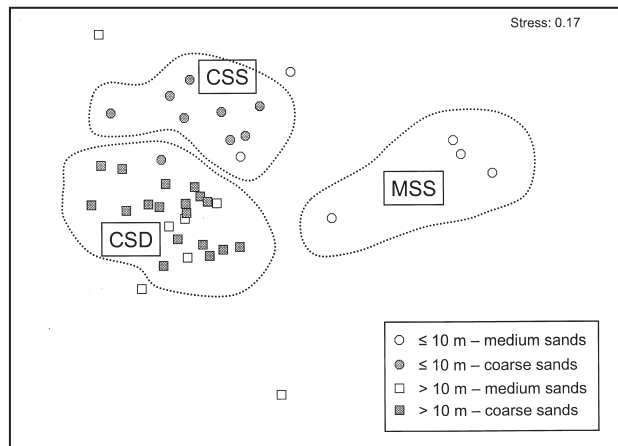 Stress: 0.17
CSS
MSS
CSD
≤ 10 m – medium sands
≤ 10 m – coarse sands
> 10 m – medium sands
> 10 m – coarse sands